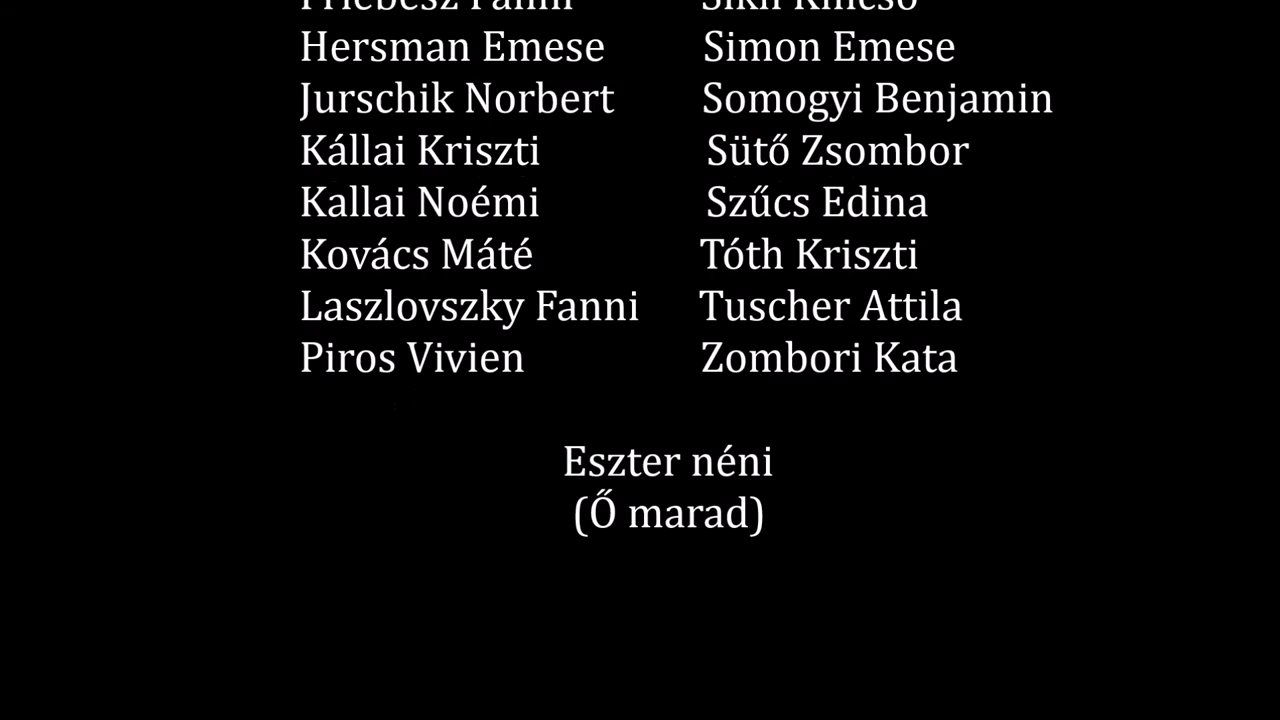 Hersman Emese Simon Emese
Jurschik Norbert Somogyi Benjamin
Kállai Kriszti Sütő Zsombor
Kallai Noémi Szűcs Edina
Kovács Máté Tóth Kriszti
Laszlovszky Fanni Tuscher Attila
Piros Vivien Zombori Kata
Eszter néni
(Ő marad)